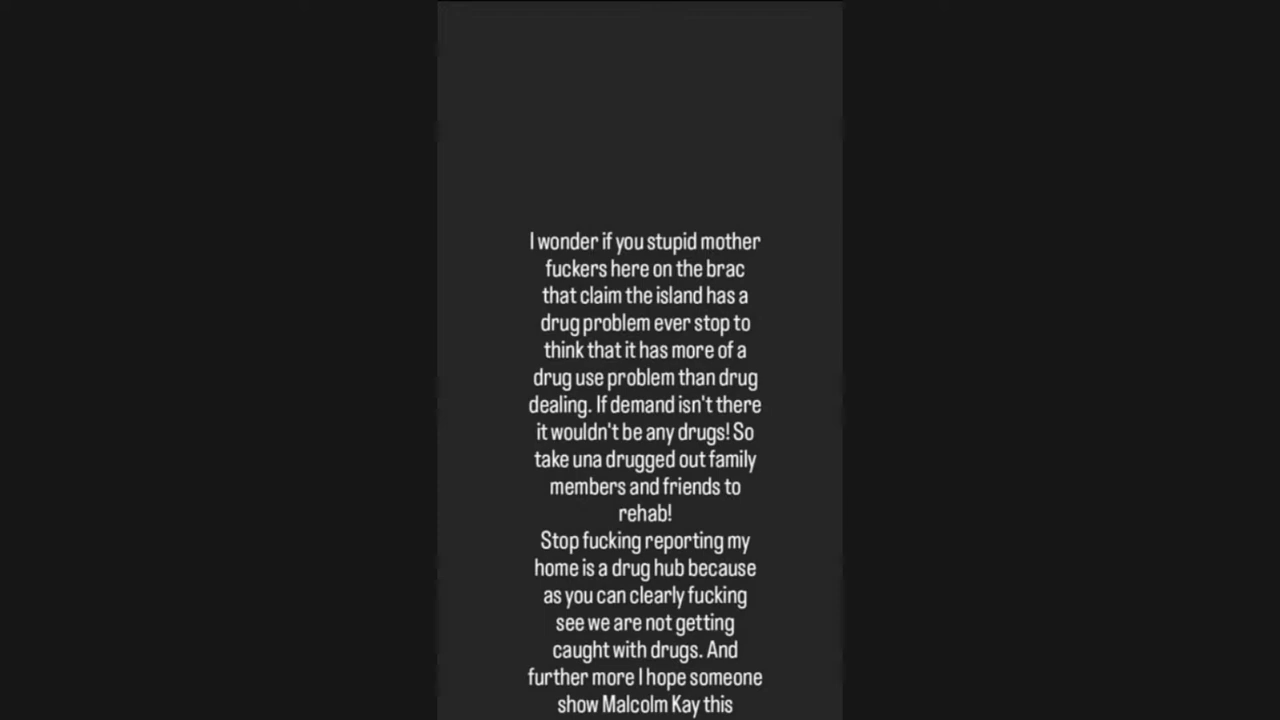 I wonder if you stupid mother
fuckers here on the brac
that claim the island has a
drug problem ever stop to
think that it has more of a
drug use problem than drug
dealing. If demand isn't there
it wouldn't be any drugs! So
take una drugged out family
members and friends to
rehab!
Stop fucking reporting my
home is a drug hub because
as you can clearly fucking
see we are not getting
caught with drugs. And
further more I hope someone
show Malcolm Kay this